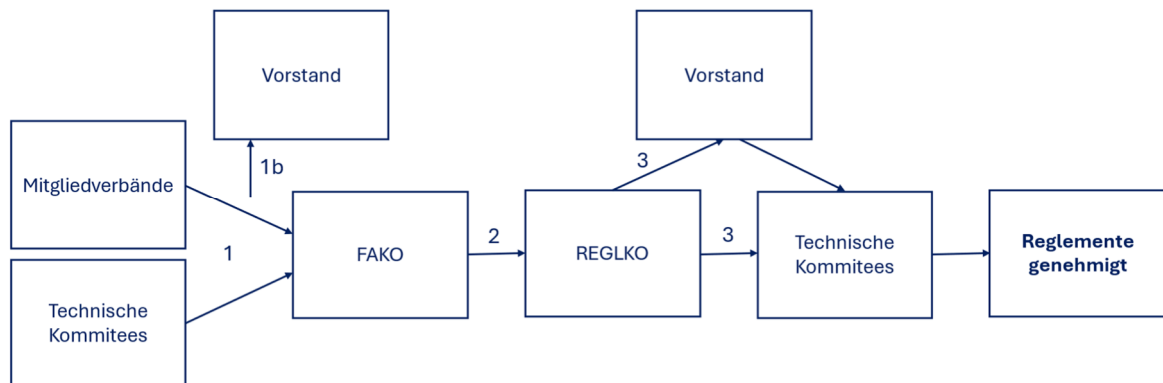 Vorstand
Vorstand
1b
3
Mitgliedverbände
1
FAKO
2
REGLKO
3
Technische
Kommitees
Reglemente
genehmigt
Technische
Kommitees